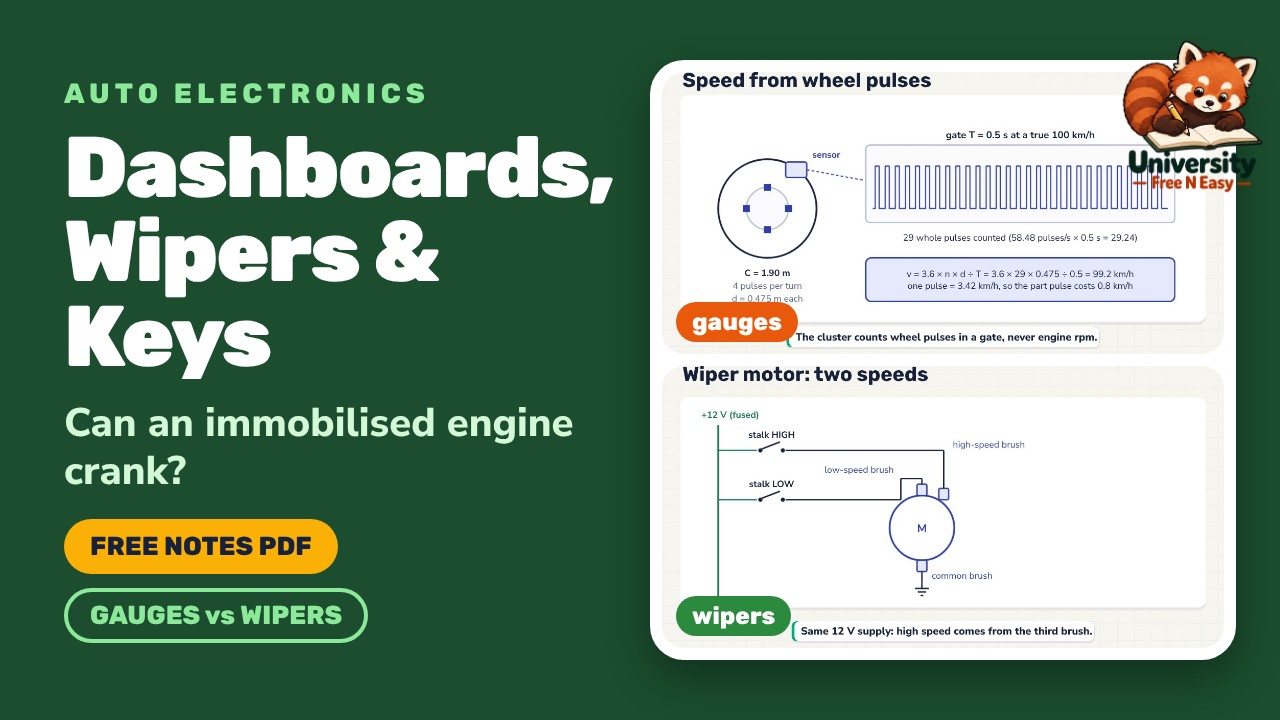 AUTO ELECTRONICS
Dashboards,
Wipers &
Keys
Can an immobilised engine
crank?
FREE NOTES PDF
GAUGES vs WIPERS
Speed from wheel pulses
gate T = 0.5 s at a true 100 km/h
sensor
29 whole pulses counted (58.48 pulses/s × 0.5 s = 29.24)
C = 1.90 m
4 pulses per turn
d = 0.475 m each
v = 3.6 × n × d ÷ T = 3.6 × 29 × 0.475 ÷ 0.5 = 99.2 km/h
one pulse = 3.42 km/h, so the part pulse costs 0.8 km/h
gauges
The cluster counts wheel pulses in a gate, never engine rpm.
University
Free N Easy
Wiper motor: two speeds
+12 V (fused)
stalk HIGH
high-speed brush
low-speed brush
stalk LOW
M
common brush
wipers
Same 12 V supply: high speed comes from the third brush.